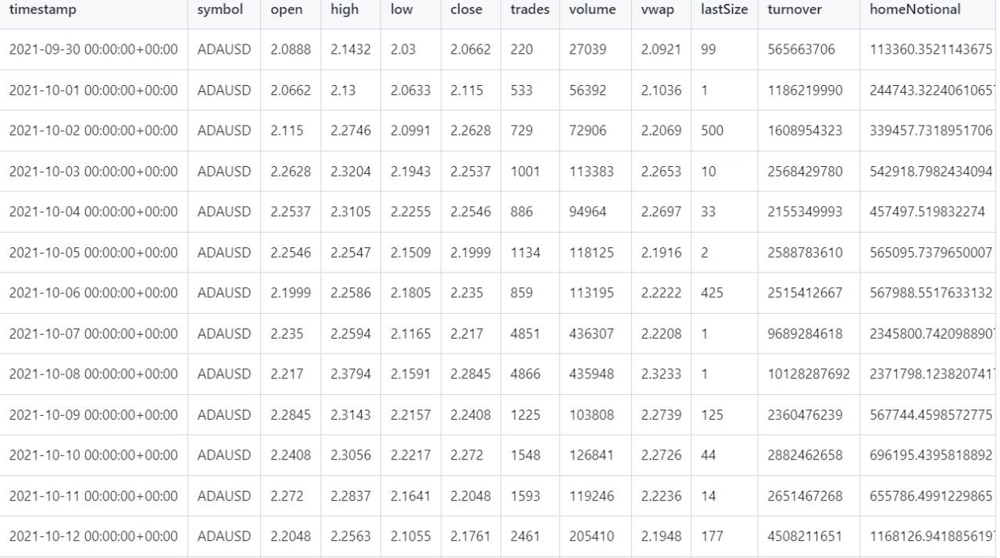 timestamp symbol open high low close trades volume vwap lastSize turnover homeNotional
2021-09-30 00:00:00+00:00 ADAUSD 2.0888 2.1432 2.03 2.0662 220 27039 2.0921 99 565663706 113360.3521143675
2021-10-01 00:00:00+00:00 ADAUSD 2.0662 2.13 2.0633 2.115 533 56392 2.1036 1 1186219990 244743.32240610657
2021-10-02 00:00:00+00:00 ADAUSD 2.115 2.2746 2.0991 2.2628 729 72906 2.2069 500 1608954323 339457.7318951706
2021-10-03 00:00:00+00:00 ADAUSD 2.2628 2.3204 2.1943 2.2537 1001 113383 2.2653 10 2568429780 542918.7982434094
2021-10-04 00:00:00+00:00 ADAUSD 2.2537 2.3105 2.2255 2.2546 886 94964 2.2697 33 2155349993 457497.519832274
2021-10-05 00:00:00+00:00 ADAUSD 2.2546 2.2547 2.1509 2.1999 1134 118125 2.1916 2 2588783610 565095.7379650007
2021-10-06 00:00:00+00:00 ADAUSD 2.1999 2.2586 2.1805 2.235 859 113195 2.2222 425 2515412667 567988.5517633132
2021-10-07 00:00:00+00:00 ADAUSD 2.235 2.2594 2.1165 2.217 4851 436307 2.2208 1 9689284618 2345800.7420988907
2021-10-08 00:00:00+00:00 ADAUSD 2.217 2.3794 2.1591 2.2845 4866 435948 2.3233 1 10128287692 2371798.1238207417
2021-10-09 00:00:00+00:00 ADAUSD 2.2845 2.3143 2.2157 2.2408 1225 103808 2.2739 125 2360476239 567744.4598572775
2021-10-10 00:00:00+00:00 ADAUSD 2.2408 2.3056 2.2217 2.272 1548 126841 2.2726 44 2882462658 696195.4395818892
2021-10-11 00:00:00+00:00 ADAUSD 2.272 2.2837 2.1641 2.2048 1593 119246 2.2236 14 2651467268 655786.4991229865
2021-10-12 00:00:00+00:00 ADAUSD 2.2048 2.2563 2.1055 2.1761 2461 205410 2.1948 177 4508211651 1168126.9418856197